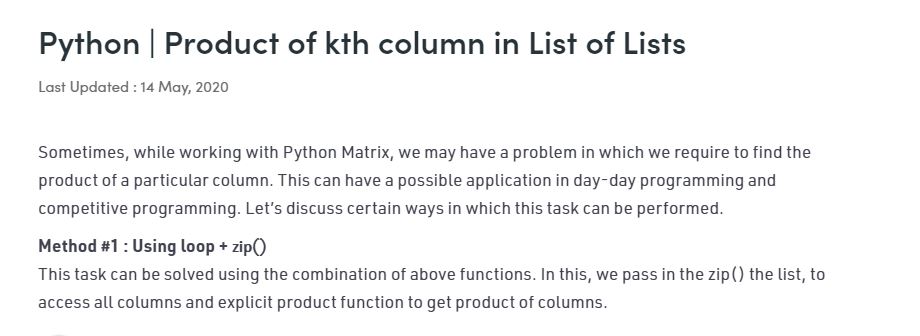 Python | Product of kth column in List of Lists
Last Updated : 14 May, 2020
Sometimes, while working with Python Matrix, we may have a problem in which we require to find the
product of a particular column. This can have a possible application in day-day programming and
competitive programming. Let’s discuss certain ways in which this task can be performed.
Method #1 : Using loop + zip()
This task can be solved using the combination of above functions. In this, we pass in the zip() the list, to
access all columns and explicit product function to get product of columns.